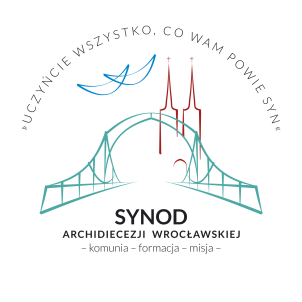 »UCZYŃCIE WSZYSTKO, CO WAM POWIE SYN«
SYNOD
ARCHIDIECEZJI WROCŁAWSKIEJ
– komunia – formacja – misja –